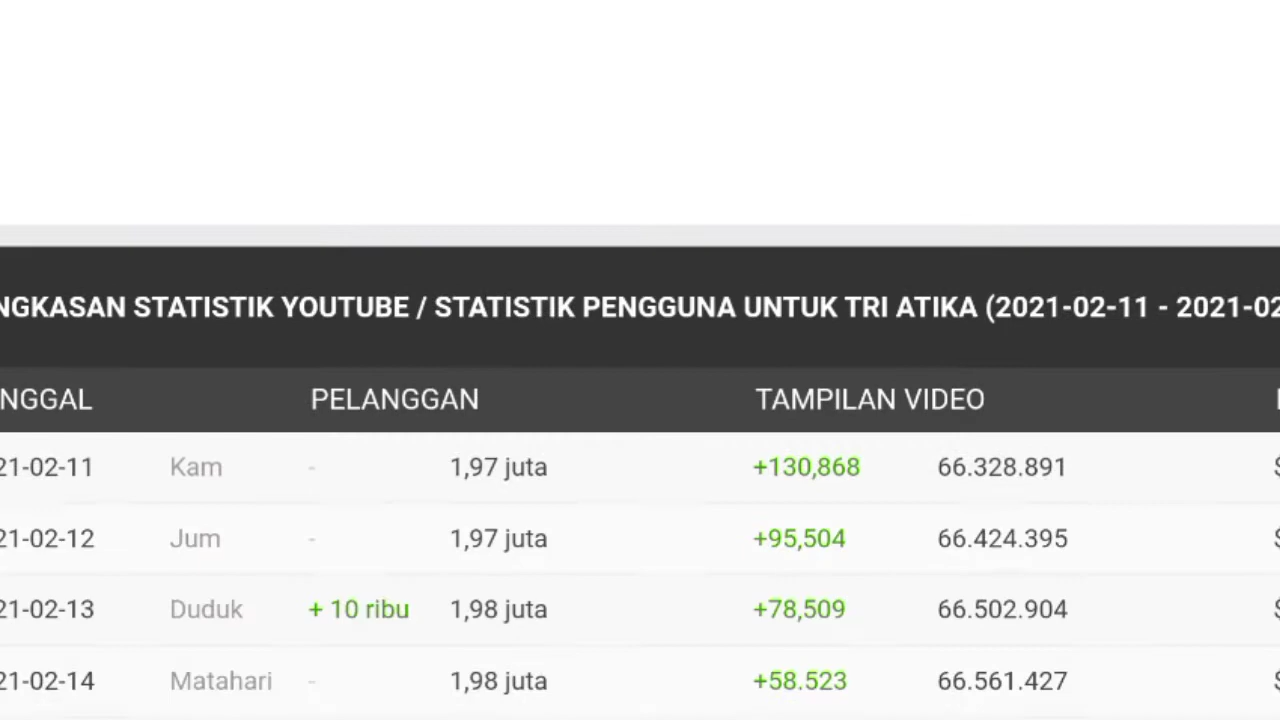 NGKASAN STATISTIK YOUTUBE / STATISTIK PENGGUNA UNTUK TRI ATIKA (2021-02-11 - 2021-02
NGGAL PELANGGAN TAMPILAN VIDEO
21-02-11 Kam - 1,97 juta +130,868 66.328.891 $
21-02-12 Jum - 1,97 juta +95,504 66.424.395 $
21-02-13 Duduk + 10 ribu 1,98 juta +78,509 66.502.904 $
21-02-14 Matahari - 1,98 juta +58.523 66.561.427 $